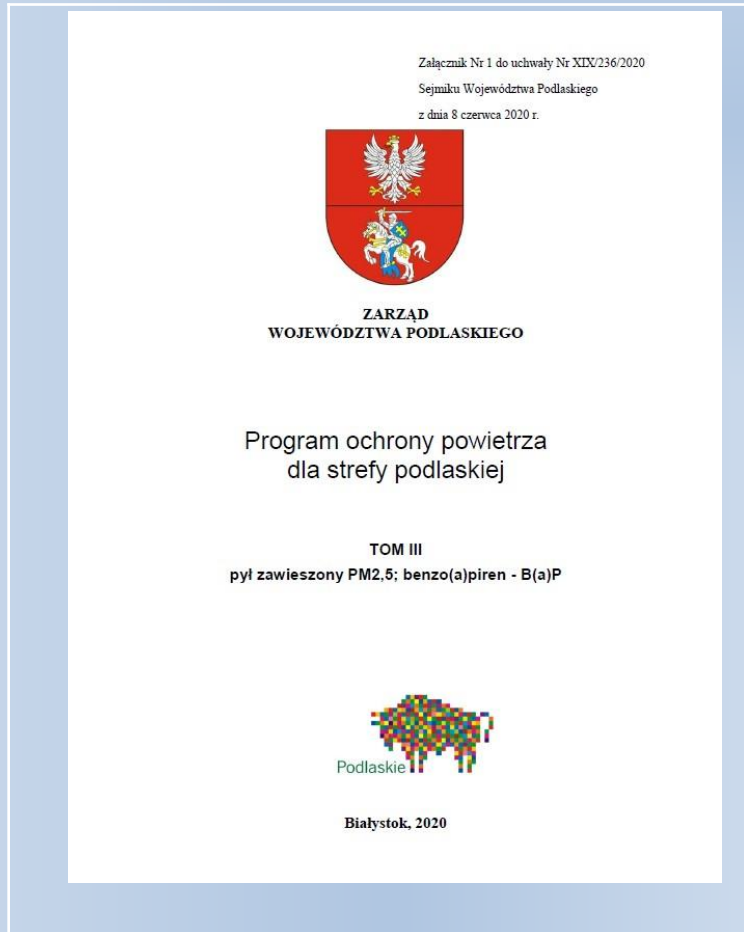 Załącznik Nr 1 do uchwały Nr XIX/236/2020
Sejmiku Województwa Podlaskiego
z dnia 8 czerwca 2020 r.
ZARZĄD
WOJEWÓDZTWA PODLASKIEGO
Program ochrony powietrza
dla strefy podlaskiej
TOM III
pył zawieszony PM2,5; benzo(a)piren - B(a)P
Podlaskie
Białystok, 2020